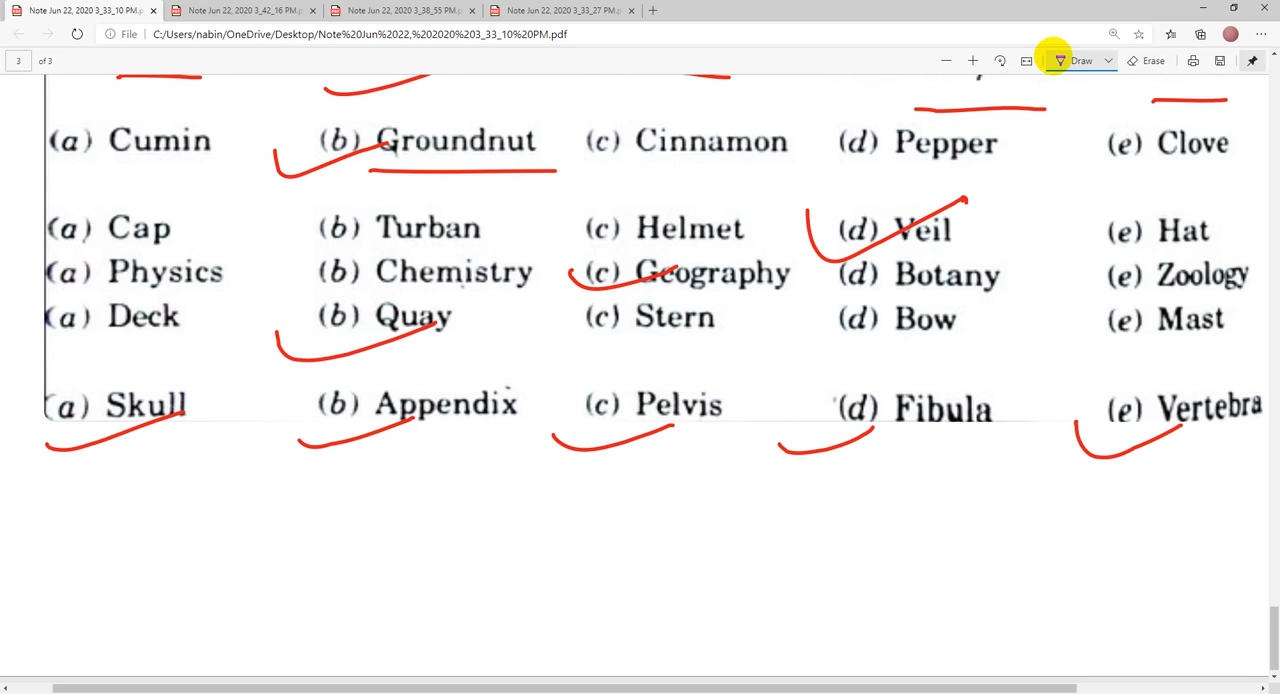 Note Jun 22, 2020 3_33_10 PM.p Note Jun 22, 2020 3_42_16 PM.p Note Jun 22, 2020 3_38_55 PM.p Note Jun 22, 2020 3_33_27 PM.p
File C:/Users/nabin/OneDrive/Desktop/Note%20Jun%2022,%202020%203_33_10%20PM.pdf
3 of 3 Draw Erase
(a) Cumin (b) Groundnut (c) Cinnamon (d) Pepper (e) Clove
(a) Cap (b) Turban (c) Helmet (d) Veil (e) Hat
(a) Physics (b) Chemistry (c) Geography (d) Botany (e) Zoology
(a) Deck (b) Quay (c) Stern (d) Bow (e) Mast
(a) Skull (b) Appendix (c) Pelvis (d) Fibula (e) Vertebra